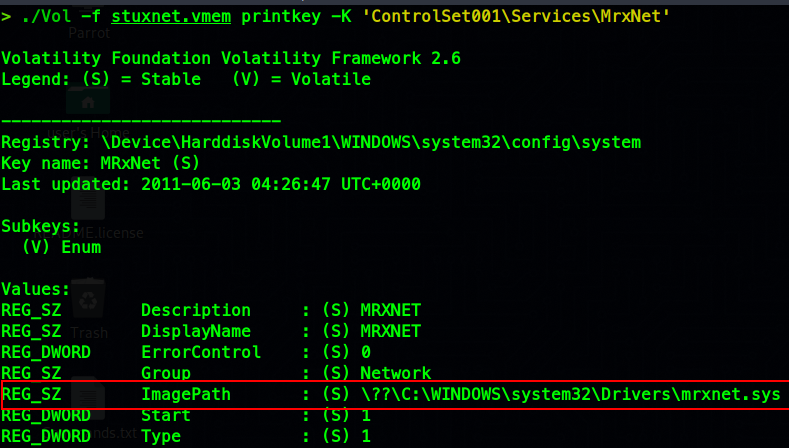 > ./Vol -f stuxnet.vmem printkey -K 'ControlSet001\Services\MrxNet'
Parrot
Volatility Foundation Volatility Framework 2.6
Legend: (S) = Stable   (V) = Volatile
----------------------------
Registry: \Device\HarddiskVolume1\WINDOWS\system32\config\system
Key name: MRxNet (S)
Last updated: 2011-06-03 04:26:47 UTC+0000
Subkeys:
(V) Enum
Values:
REG_SZ        Description     : (S) MRXNET
REG_SZ        DisplayName     : (S) MRXNET
Trash
REG_DWORD     ErrorControl    : (S) 0
REG_SZ        Group           : (S) Network
REG_SZ        ImagePath       : (S) \??\C:\WINDOWS\system32\Drivers\mrxnet.sys
REG_DWORD     Start           : (S) 1
REG_DWORD     Type            : (S) 1